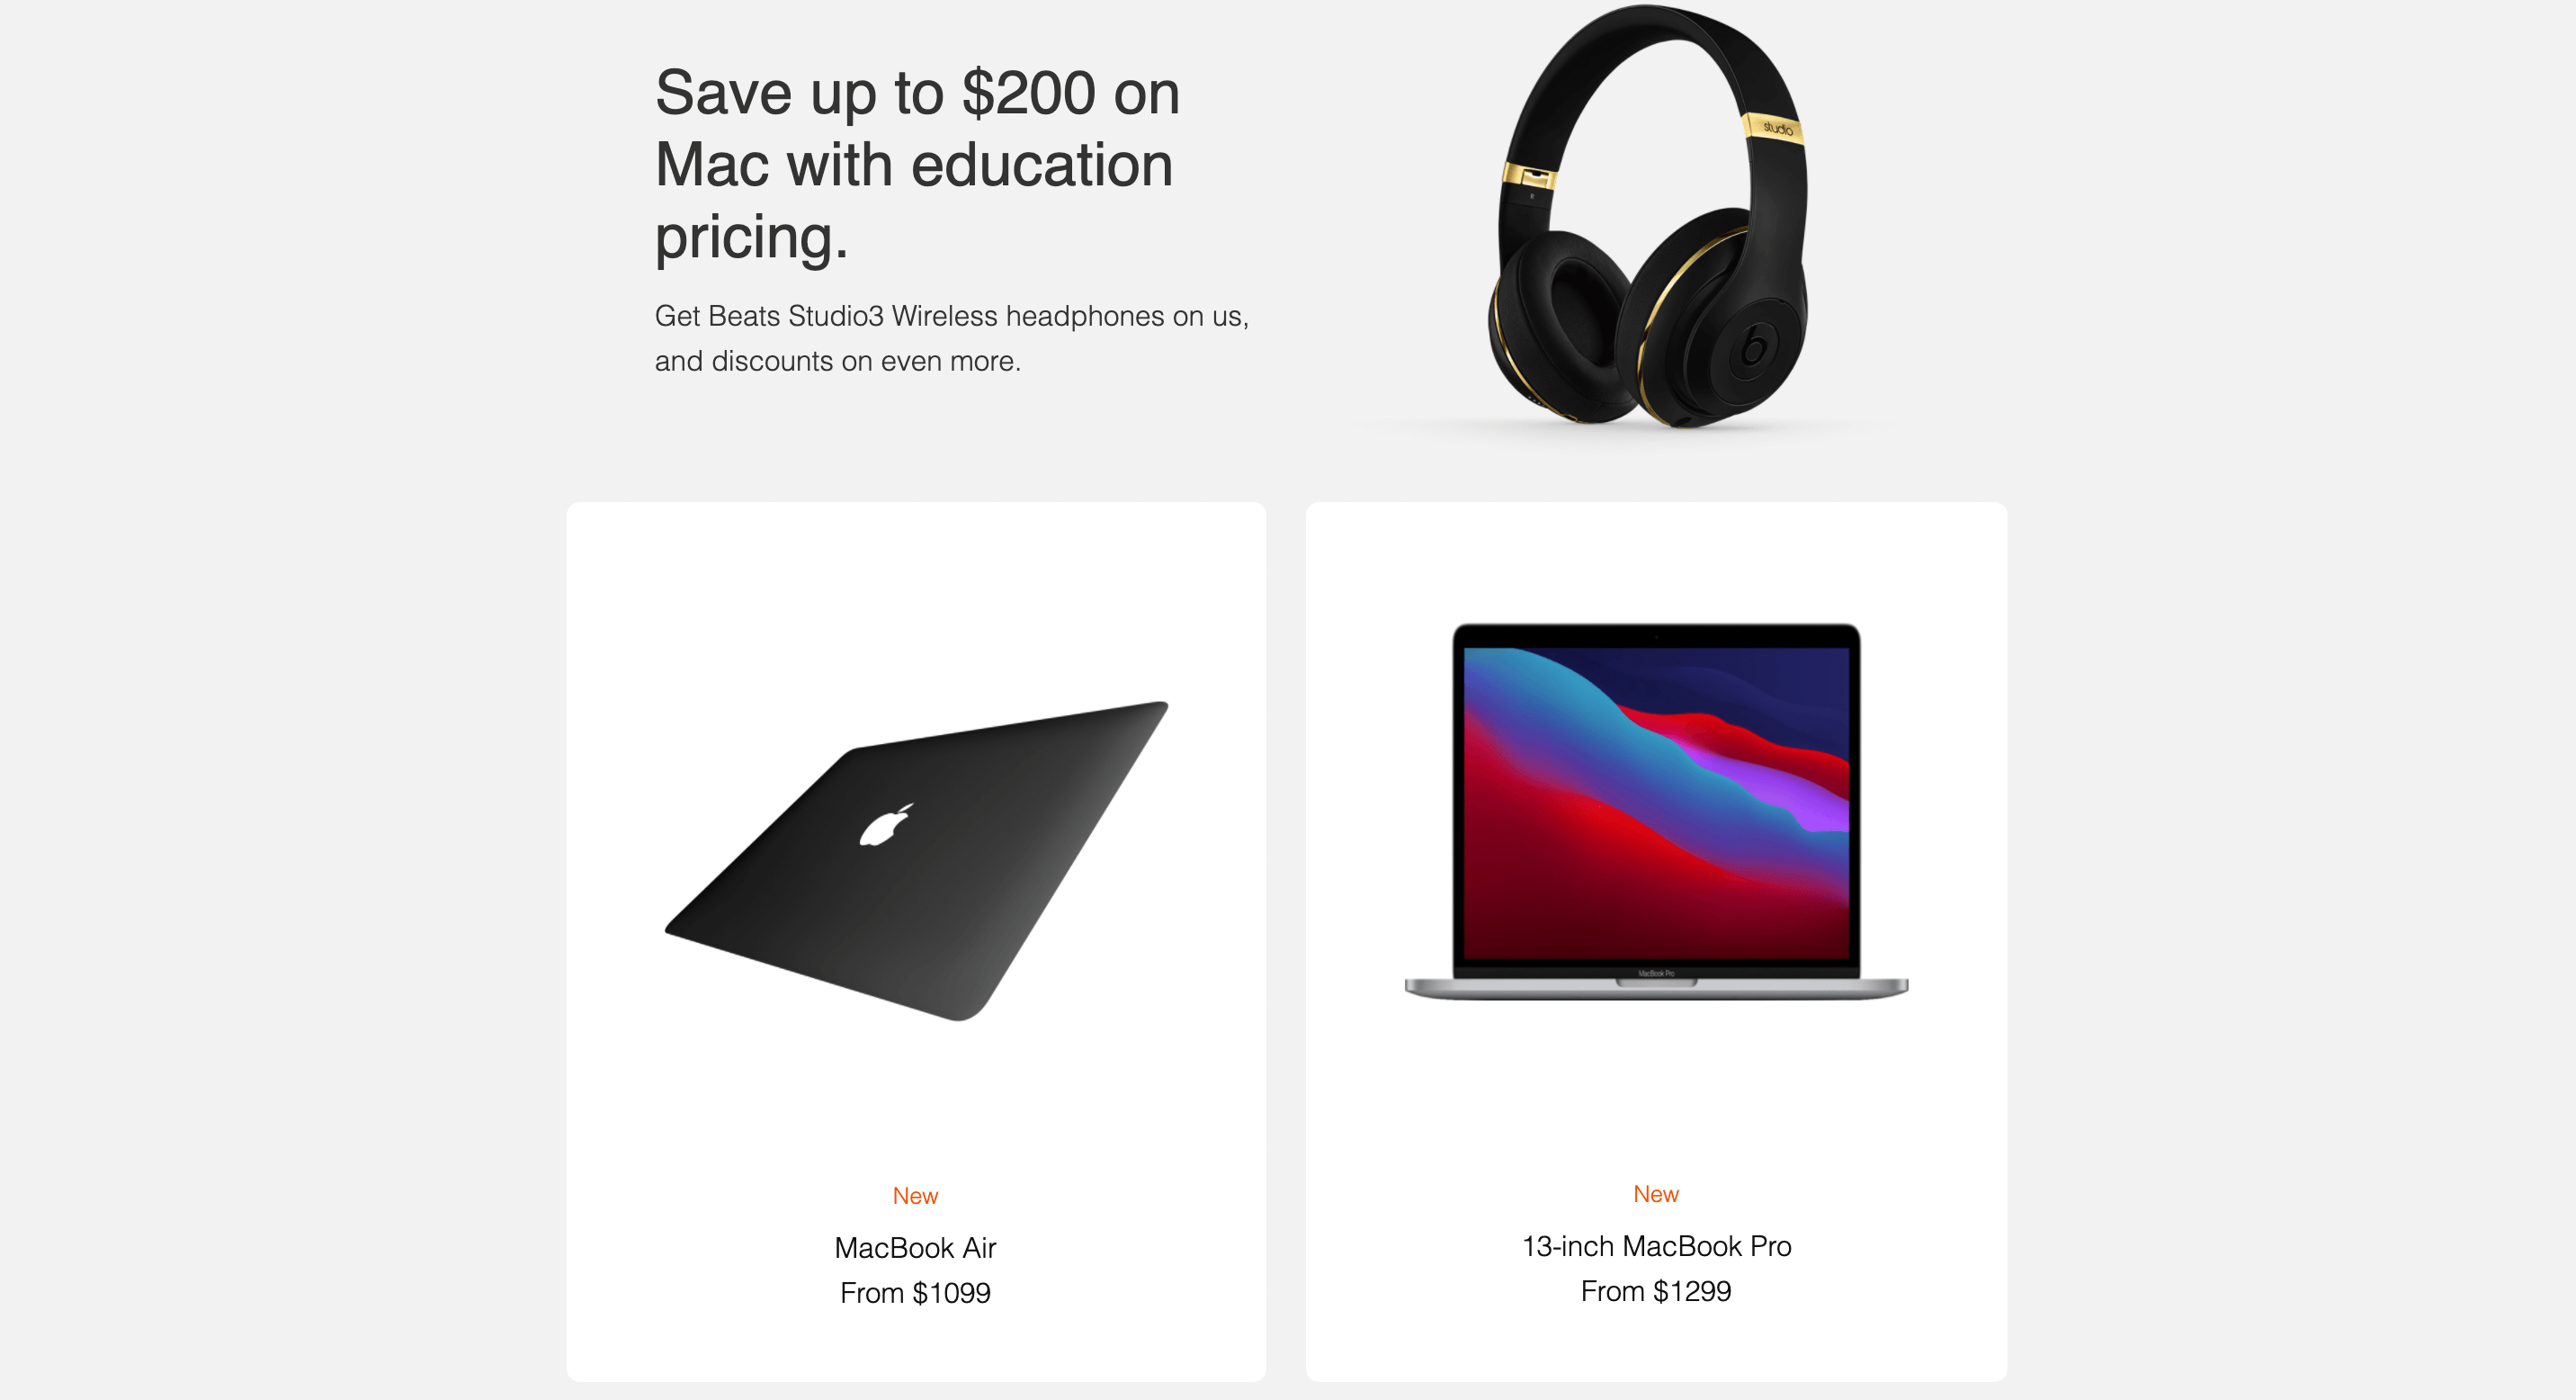 Save up to $200 on
Mac with education
pricing.
Get Beats Studio3 Wireless headphones on us,
and discounts on even more.
studio
MacBook Pro
New
MacBook Air
From $1099
New
13-inch MacBook Pro
From $1299